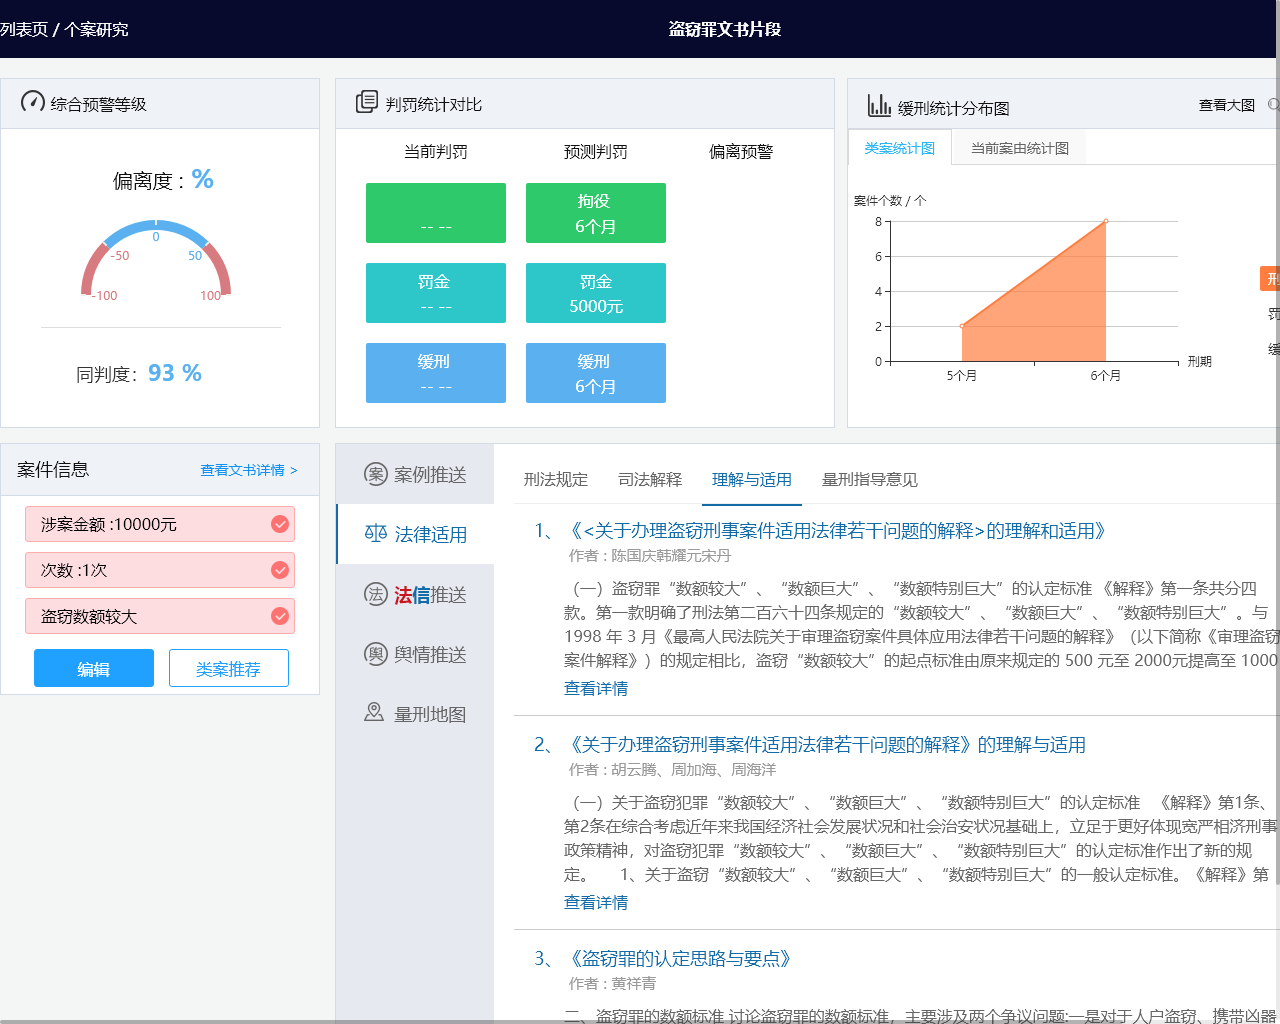 列表页 / 个案研究
盗窃罪文书片段
综合预警等级
偏离度 : %
0
-50
50
-100
100
同判度: 93 %
判罚统计对比
当前判罚
预测判罚
偏离预警
-- --
拘役
6个月
罚金
-- --
罚金
5000元
缓刑
-- --
缓刑
6个月
缓刑统计分布图
查看大图
类案统计图
当前案由统计图
案件个数 / 个
8
6
4
2
0
5个月
6个月
刑期
案件信息
查看文书详情 >
涉案金额 :10000元
次数 :1次
盗窃数额较大
编辑
类案推荐
案 案例推送
法律适用
法 法信推送
舆 舆情推送
量刑地图
刑法规定
司法解释
理解与适用
量刑指导意见
1、 《<关于办理盗窃刑事案件适用法律若干问题的解释>的理解和适用》
作者 : 陈国庆韩耀元宋丹
（一）盗窃罪“数额较大”、“数额巨大”、“数额特别巨大”的认定标准 《解释》第一条共分四
款。第一款明确了刑法第二百六十四条规定的“数额较大”、“数额巨大”、“数额特别巨大”。与
1998 年 3 月《最高人民法院关于审理盗窃案件具体应用法律若干问题的解释》（以下简称《审理盗窃
案件解释》）的规定相比，盗窃“数额较大”的起点标准由原来规定的 500 元至 2000元提高至 1000
查看详情
2、 《关于办理盗窃刑事案件适用法律若干问题的解释》的理解与适用
作者 : 胡云腾、周加海、周海洋
（一）关于盗窃犯罪“数额较大”、“数额巨大”、“数额特别巨大”的认定标准 《解释》第1条、
第2条在综合考虑近年来我国经济社会发展状况和社会治安状况基础上，立足于更好体现宽严相济刑事
政策精神，对盗窃犯罪“数额较大”、“数额巨大”、“数额特别巨大”的认定标准作出了新的规
定。 1、关于盗窃“数额较大”、“数额巨大”、“数额特别巨大”的一般认定标准。《解释》第
查看详情
3、 《盗窃罪的认定思路与要点》
作者 : 黄祥青
二、盗窃罪的数额标准 讨论盗窃罪的数额标准，主要涉及两个争议问题:一是对于人户盗窃、携带凶器